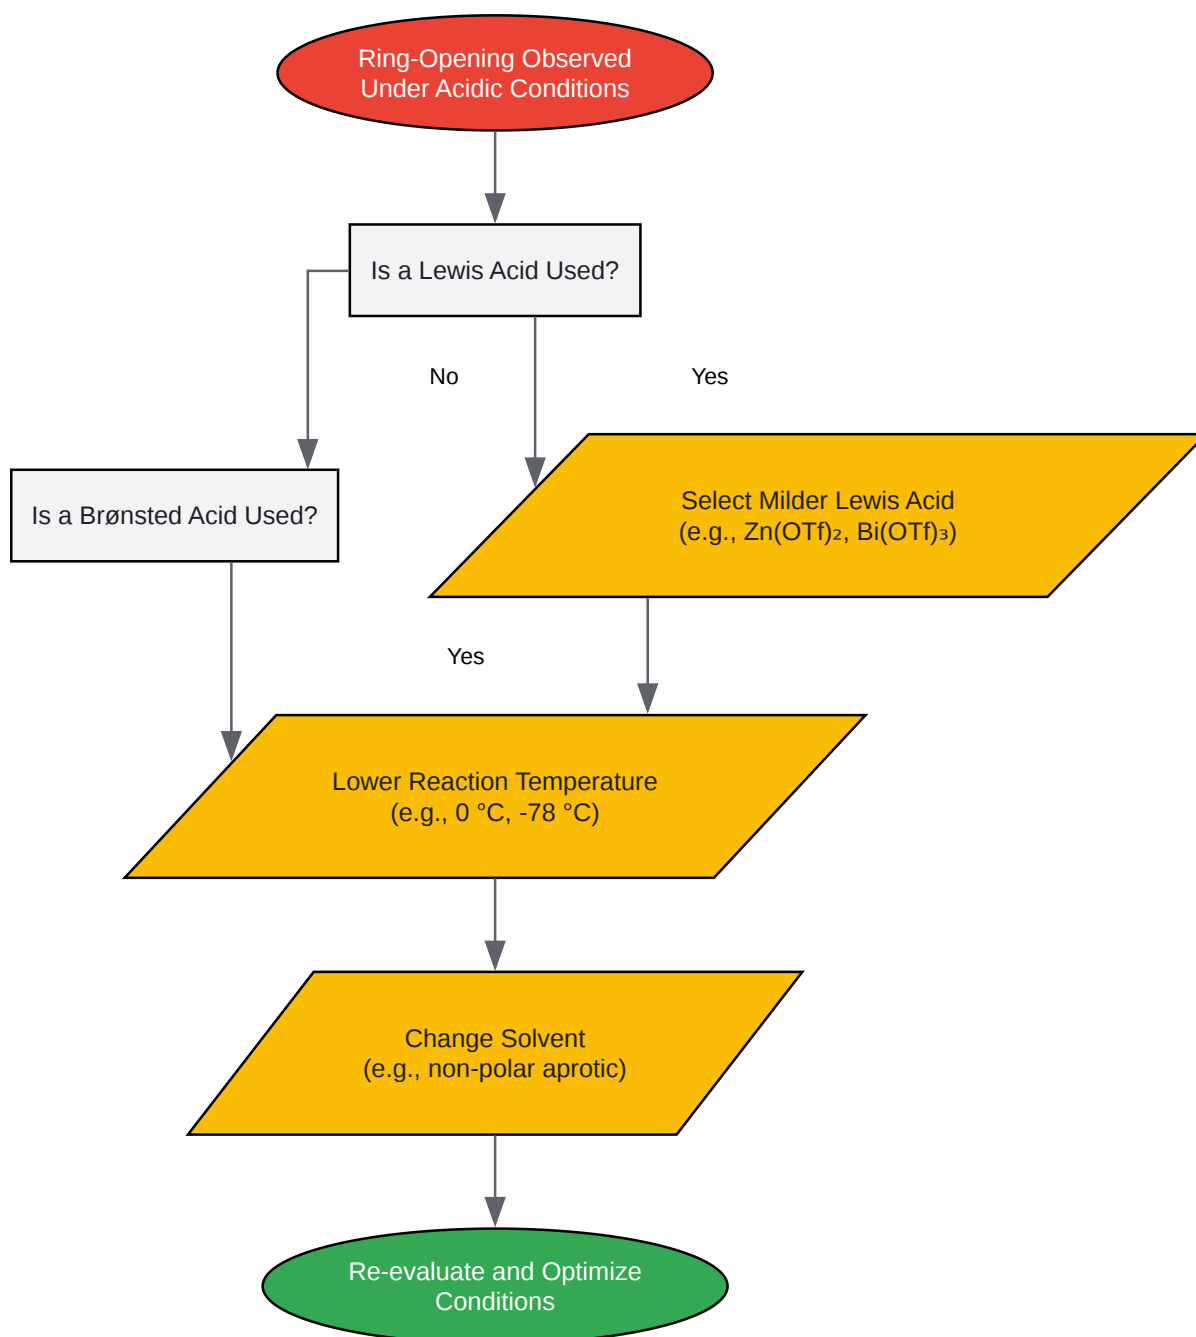 Ring-Opening Observed
Under Acidic Conditions
Is a Lewis Acid Used?
No
Yes
Is a Brønsted Acid Used?
Select Milder Lewis Acid
(e.g., Zn(OTf)₂, Bi(OTf)₃)
Yes
Lower Reaction Temperature
(e.g., 0 °C, -78 °C)
Change Solvent
(e.g., non-polar aprotic)
Re-evaluate and Optimize
Conditions